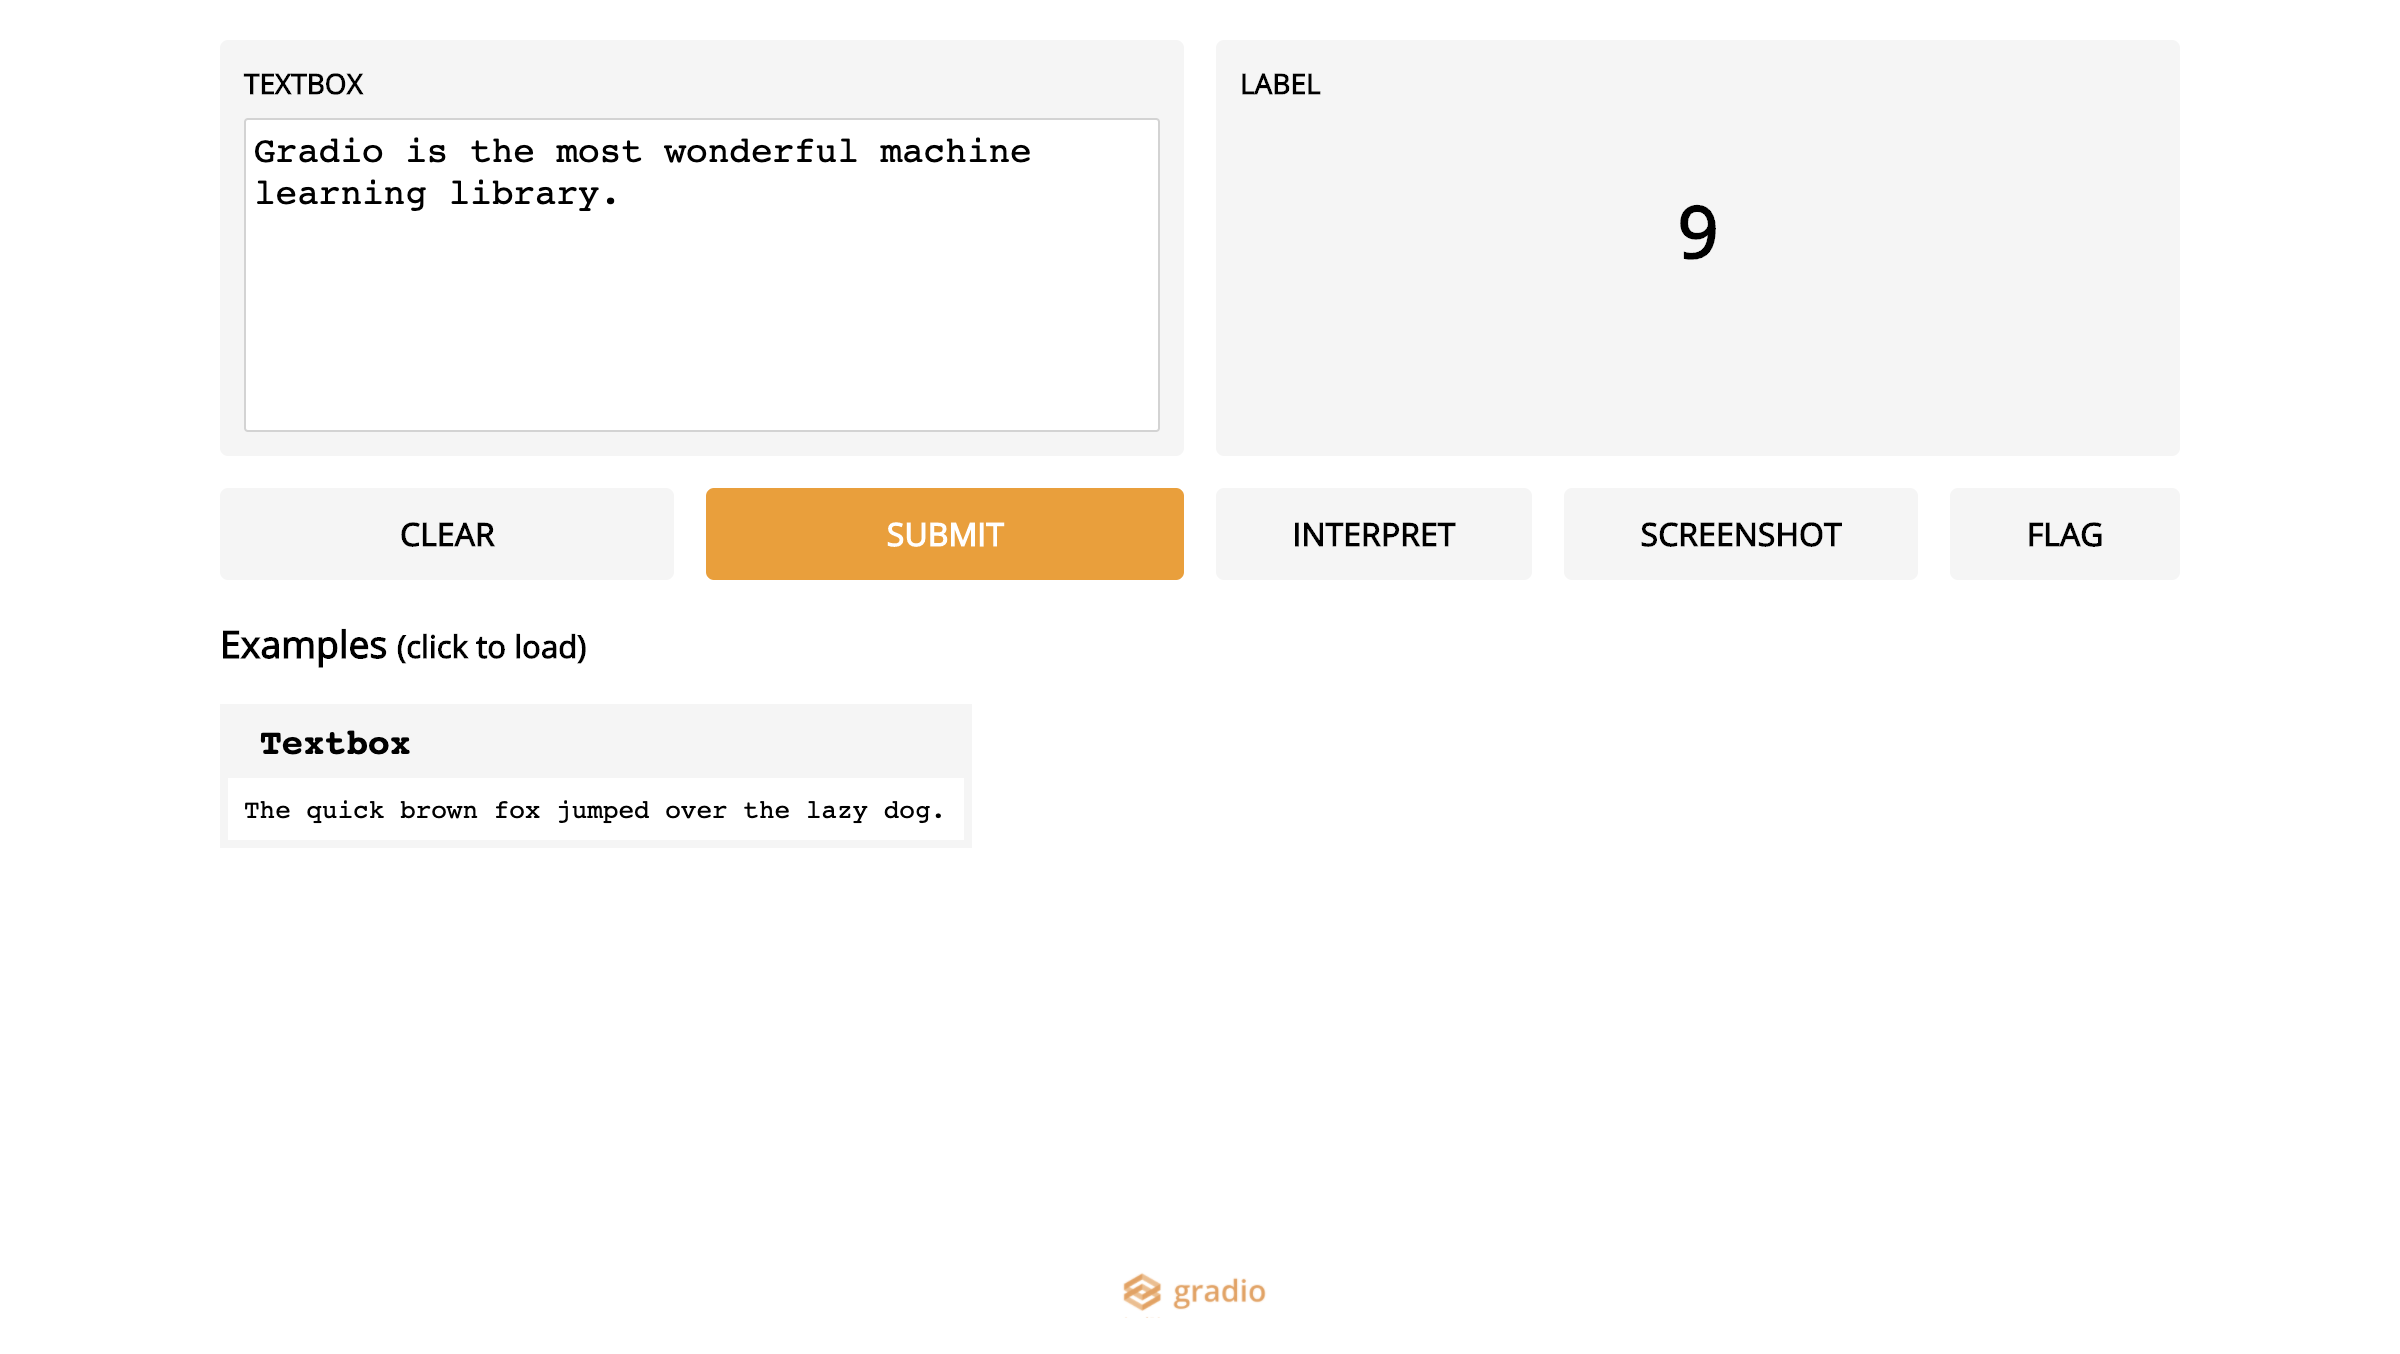 TEXTBOX
Gradio is the most wonderful machine
learning library.
LABEL
9
CLEAR
SUBMIT
INTERPRET
SCREENSHOT
FLAG
Examples (click to load)
Textbox
The quick brown fox jumped over the lazy dog.
gradio